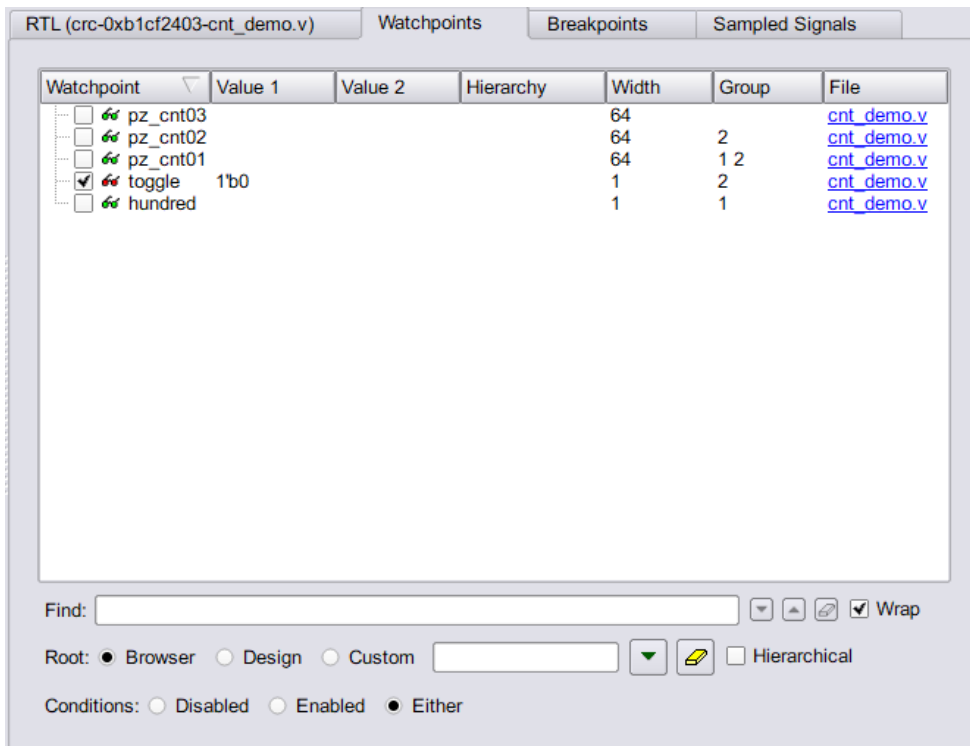 RTL (crc-0xb1cf2403-cnt_demo.v) Watchpoints Breakpoints Sampled Signals
Watchpoint Value 1 Value 2 Hierarchy Width Group File
pz_cnt03 64 cnt_demo.v
pz_cnt02 64 2 cnt_demo.v
pz_cnt01 64 1 2 cnt_demo.v
toggle 1'b0 1 2 cnt_demo.v
hundred 1 1 cnt_demo.v
Find: Wrap
Root: Browser Design Custom Hierarchical
Conditions: Disabled Enabled Either